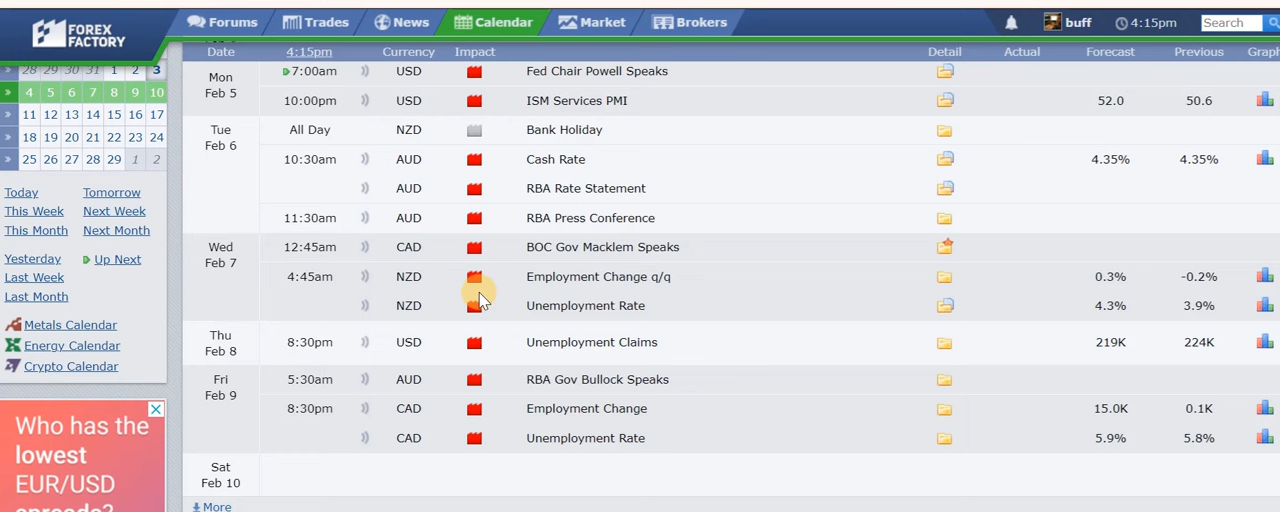 FOREX FACTORY
Forums Trades News Calendar Market Brokers buff 4:15pm Search
Date 4:15pm Currency Impact Detail Actual Forecast Previous Graph
28 29 30 31 1 2 3
4 5 6 7 8 9 10
11 12 13 14 15 16 17
18 19 20 21 22 23 24
25 26 27 28 29 1 2
Today Tomorrow
This Week Next Week
This Month Next Month
Yesterday Up Next
Last Week
Last Month
Metals Calendar
Energy Calendar
Crypto Calendar
Who has the
lowest
EUR/USD
spreads?
Mon Feb 5 7:00am USD Fed Chair Powell Speaks
10:00pm USD ISM Services PMI 52.0 50.6
Tue Feb 6 All Day NZD Bank Holiday
10:30am AUD Cash Rate 4.35% 4.35%
AUD RBA Rate Statement
11:30am AUD RBA Press Conference
Wed Feb 7 12:45am CAD BOC Gov Macklem Speaks
4:45am NZD Employment Change q/q 0.3% -0.2%
NZD Unemployment Rate 4.3% 3.9%
Thu Feb 8 8:30pm USD Unemployment Claims 219K 224K
Fri Feb 9 5:30am AUD RBA Gov Bullock Speaks
8:30pm CAD Employment Change 15.0K 0.1K
CAD Unemployment Rate 5.9% 5.8%
Sat Feb 10
More